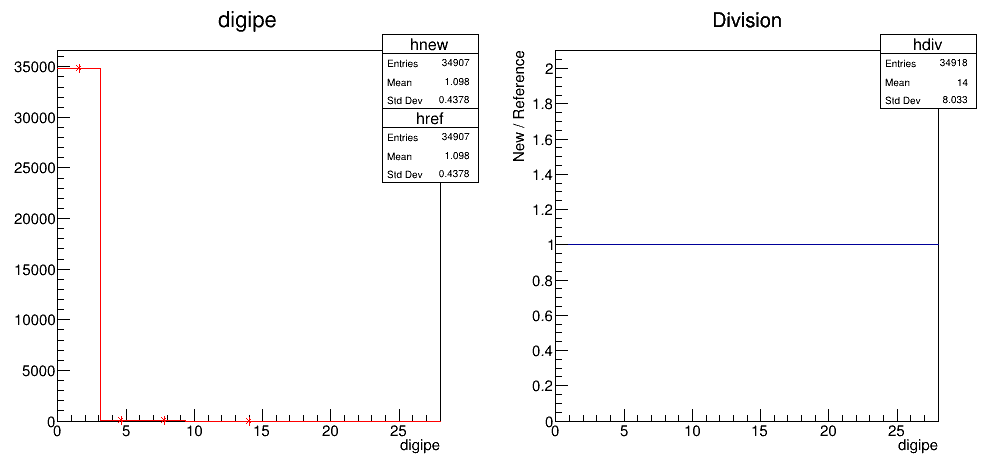 digipe
hnew
Entries 34907
Mean 1.098
Std Dev 0.4378
href
Entries 34907
Mean 1.098
Std Dev 0.4378
35000
30000
25000
20000
15000
10000
5000
0
0 5 10 15 20 25
digipe
Division
hdiv
Entries 34918
Mean 14
Std Dev 8.033
New / Reference
2
1.8
1.6
1.4
1.2
1
0.8
0.6
0.4
0.2
0
0 5 10 15 20 25
digipe